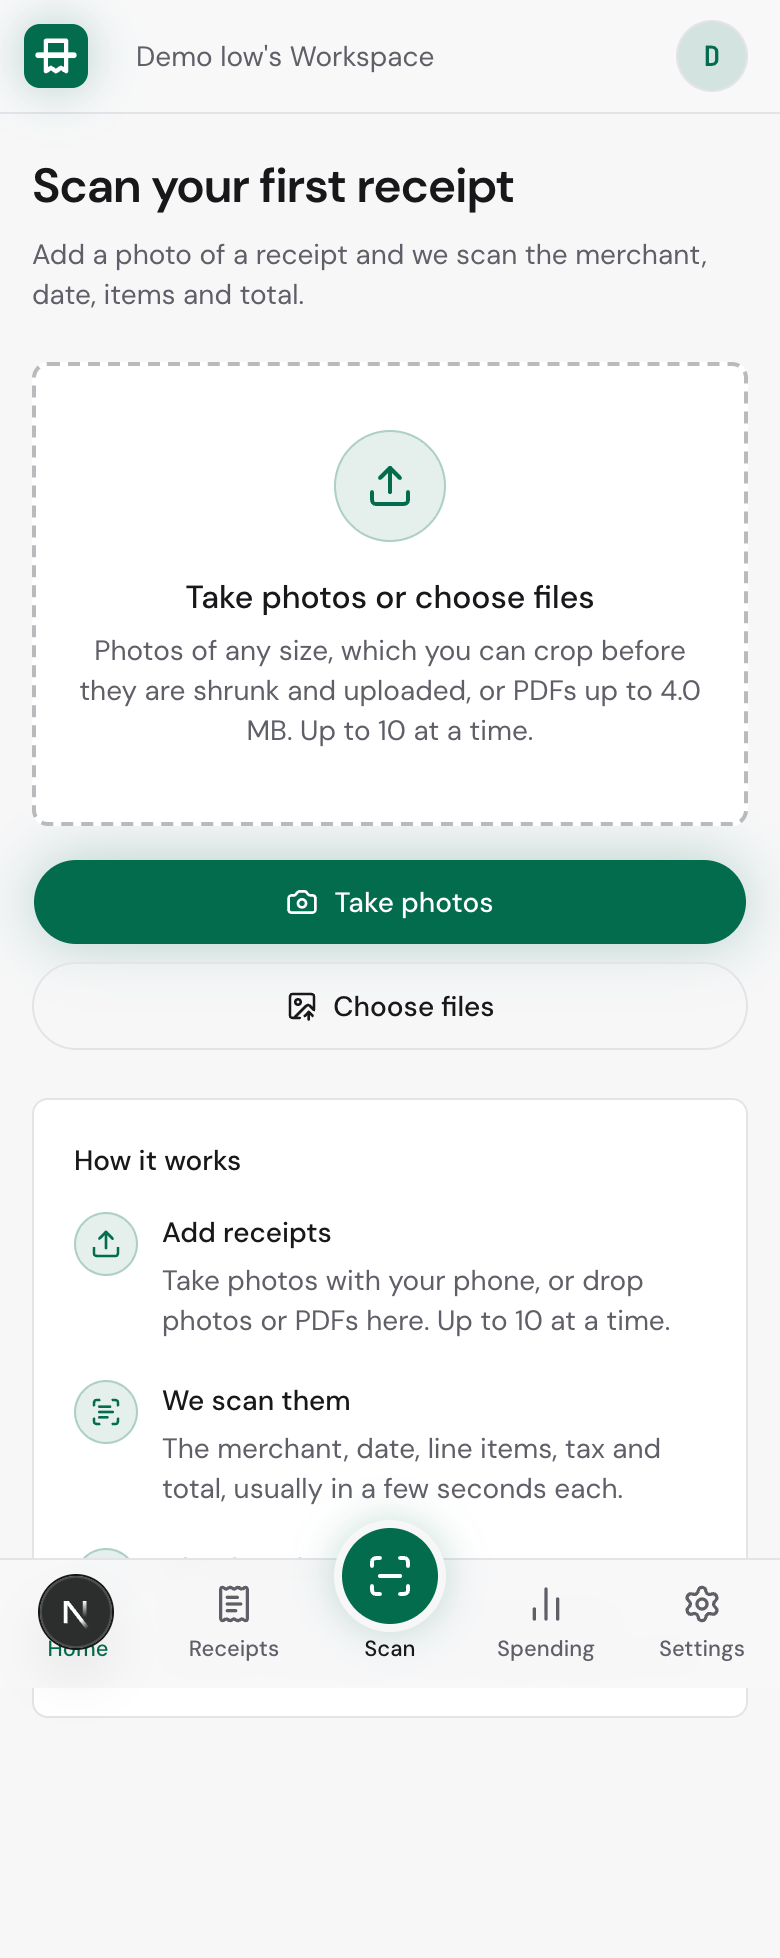 Demo low's Workspace
D
Scan your first receipt
Add a photo of a receipt and we scan the merchant,
date, items and total.
Take photos or choose files
Photos of any size, which you can crop before
they are shrunk and uploaded, or PDFs up to 4.0
MB. Up to 10 at a time.
Take photos
Choose files
How it works
Add receipts
Take photos with your phone, or drop
photos or PDFs here. Up to 10 at a time.
We scan them
The merchant, date, line items, tax and
total, usually in a few seconds each.
N
Home
Receipts
Scan
Spending
Settings